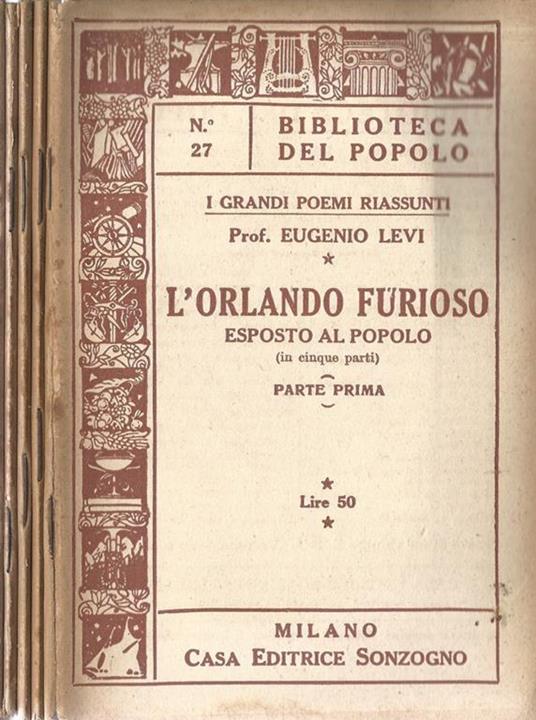 N.º
27
BIBLIOTECA
DEL POPOLO
I GRANDI POEMI RIASSUNTI
Prof. EUGENIO LEVI
L'ORLANDO FURIOSO
ESPOSTO AL POPOLO
(in cinque parti)
PARTE PRIMA
Lire 50
MILANO
CASA EDITRICE SONZOGNO